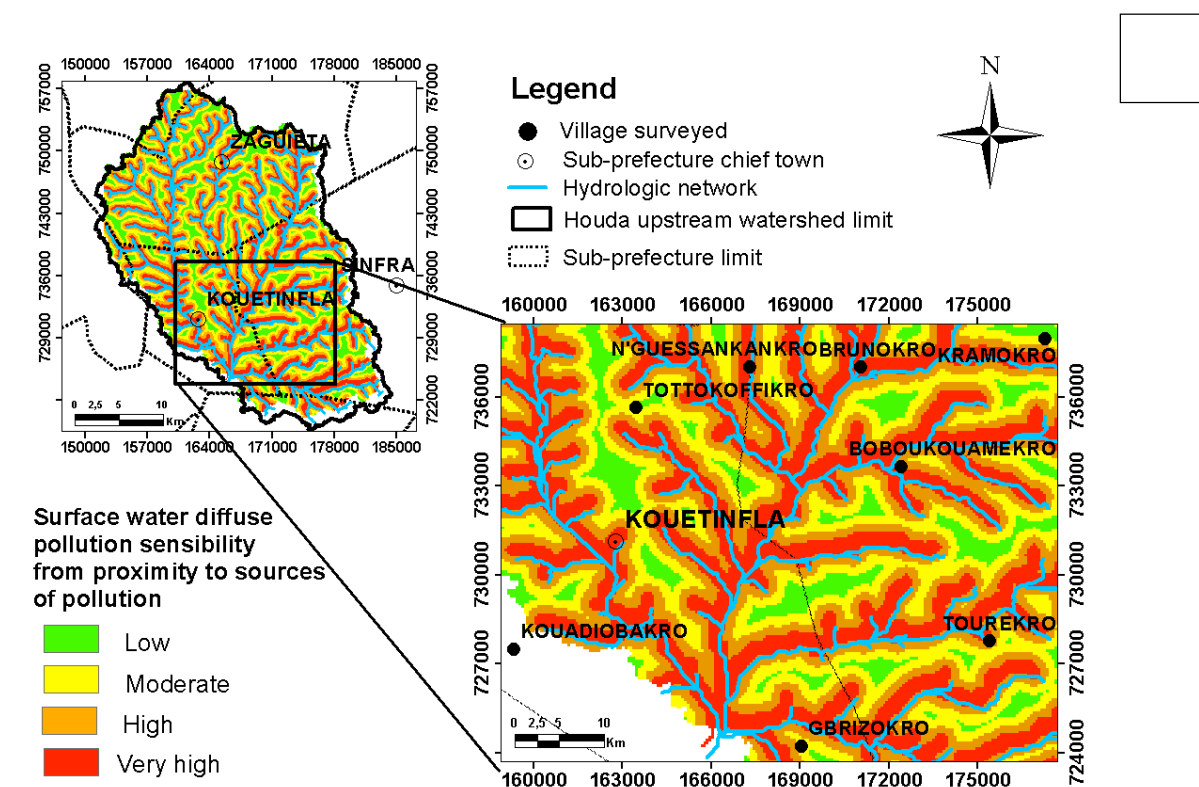 150000 157000 164000 171000 178000 185000
757000
750000
743000
736000
729000
757000
750000
743000
736000
729000
722000
ZAGUIETA
SINFRA
KOUETINFLA
0 2,5 5 10
Km
150000 157000 164000 171000 178000 185000
Legend
Village surveyed
Sub-prefecture chief town
Hydrologic network
Houda upstream watershed limit
Sub-prefecture limit
N
160000 163000 166000 169000 172000 175000
736000
733000
730000
727000
736000
733000
730000
727000
724000
N'GUESSANKANKRO BRUNOKRO KRAMOKRO
TOTTOKOFFIKRO
BOBOUKOUAMEKRO
KOUETINFLA
KOUADIOBAKRO
TOUREKRO
GBRIZOKRO
0 2,5 5 10
Km
160000 163000 166000 169000 172000 175000
Surface water diffuse
pollution sensibility
from proximity to sources
of pollution
Low
Moderate
High
Very high